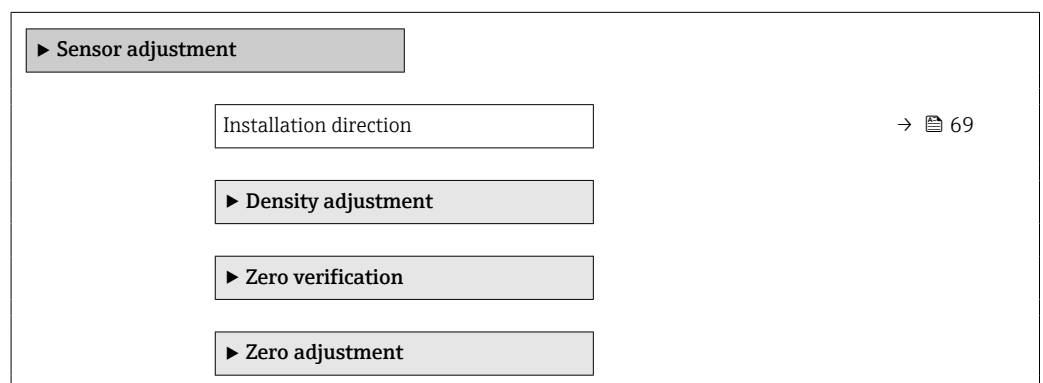 ▶ Sensor adjustment
Installation direction → 69
▶ Density adjustment
▶ Zero verification
▶ Zero adjustment